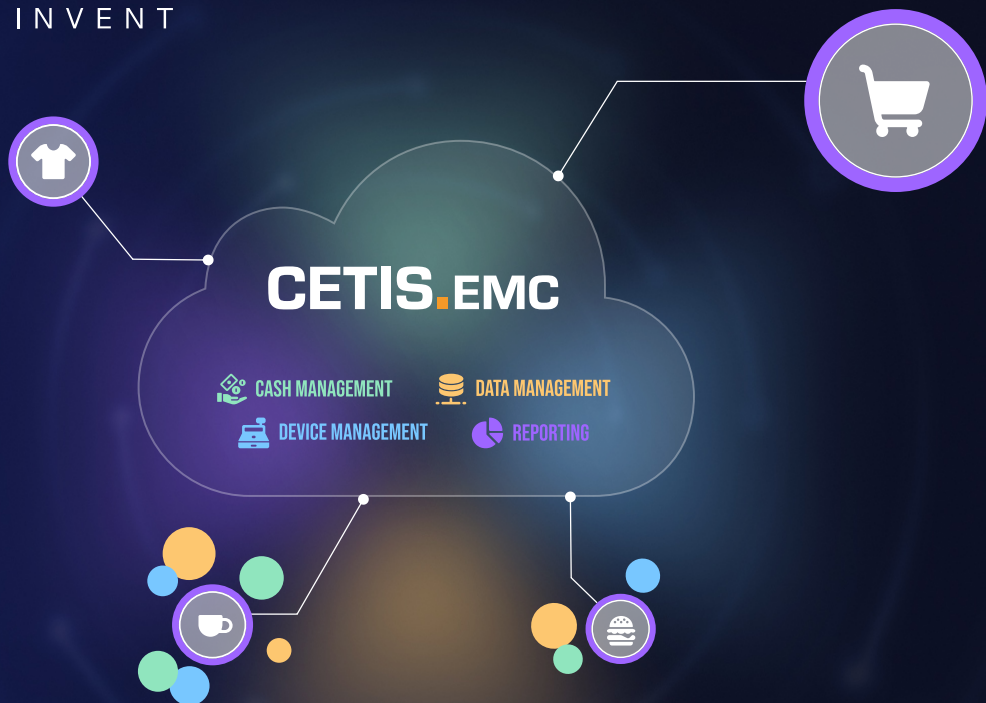 INVENT
CETIS.EMC
CASH MANAGEMENT
DATA MANAGEMENT
DEVICE MANAGEMENT
REPORTING